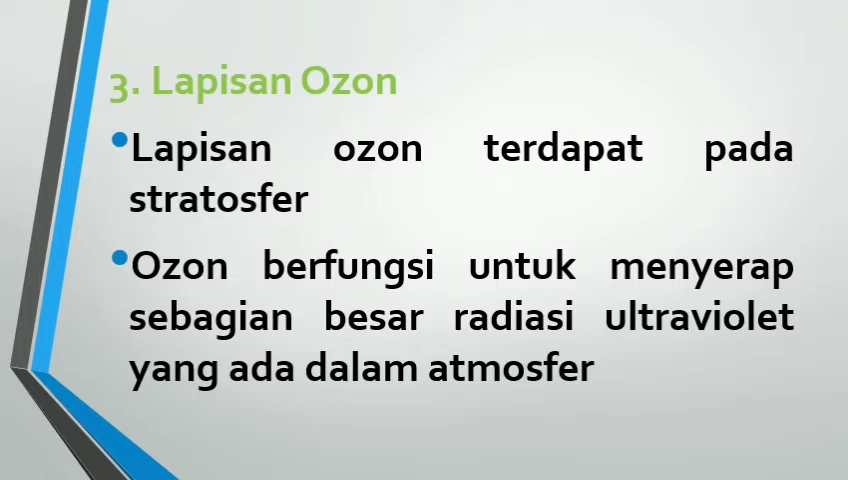 3. Lapisan Ozon
•Lapisan ozon terdapat pada
stratosfer
•Ozon berfungsi untuk menyerap
sebagian besar radiasi ultraviolet
yang ada dalam atmosfer